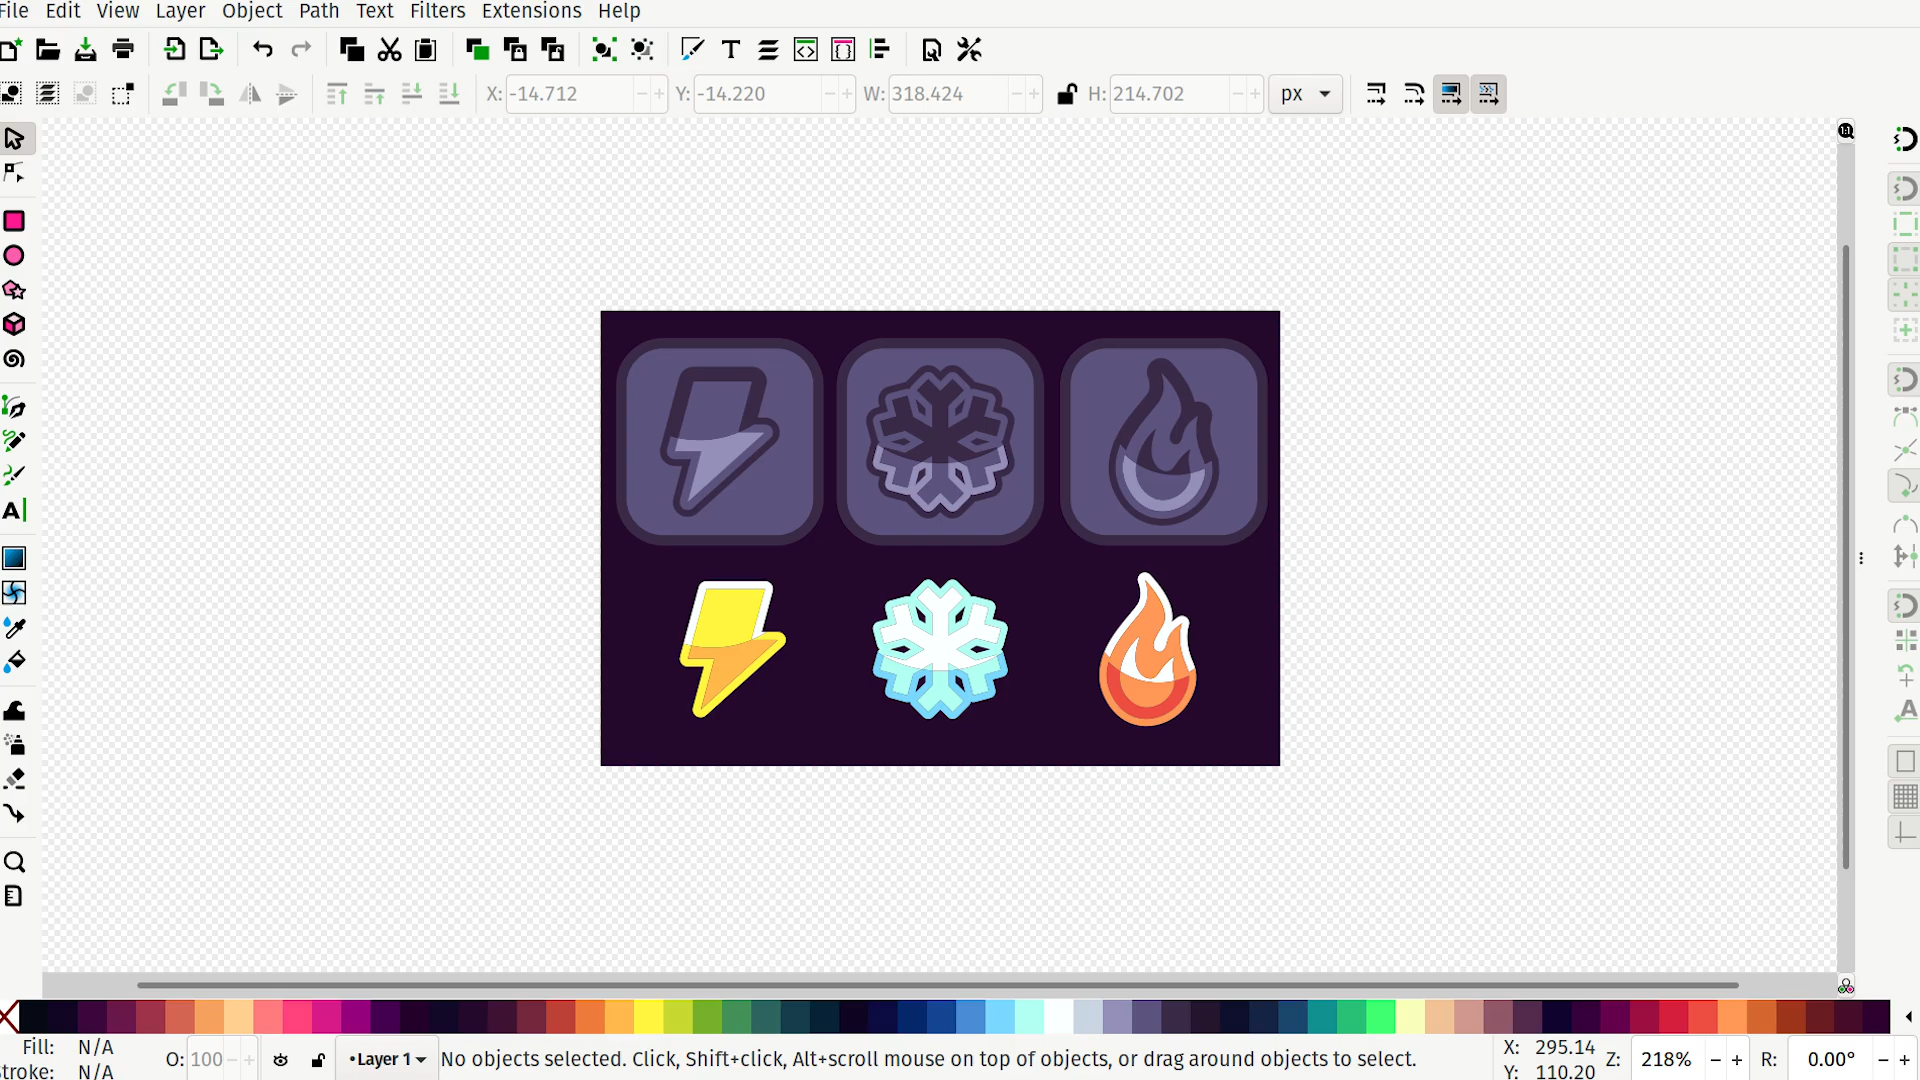 File Edit View Layer Object Path Text Filters Extensions Help
X: -14.712 Y: -14.220 W: 318.424 H: 214.702 px
Fill: N/A
Stroke: N/A
O: 100
•Layer 1
No objects selected. Click, Shift+click, Alt+scroll mouse on top of objects, or drag around objects to select.
X: 295.14
Y: 110.20
Z: 218%
R: 0.00°